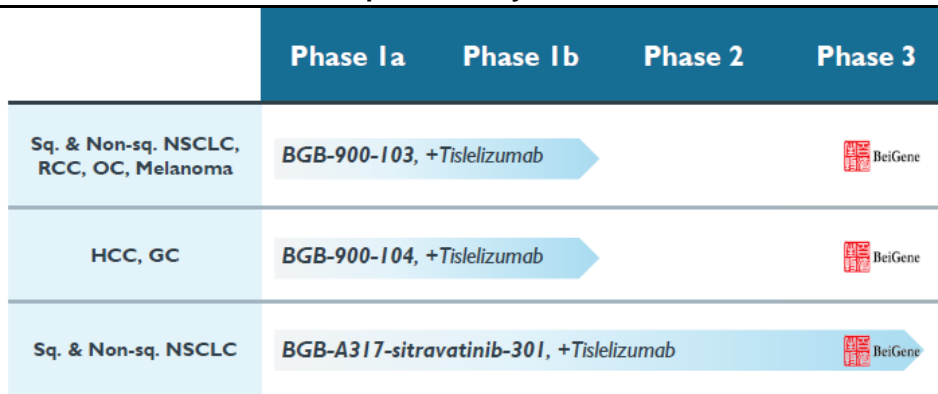 Phase 1a Phase 1b Phase 2 Phase 3
Sq. & Non-sq. NSCLC,
RCC, OC, Melanoma
BGB-900-103, +Tislelizumab
BeiGene
HCC, GC
BGB-900-104, +Tislelizumab
BeiGene
Sq. & Non-sq. NSCLC
BGB-A317-sitravatinib-301, +Tislelizumab
BeiGene